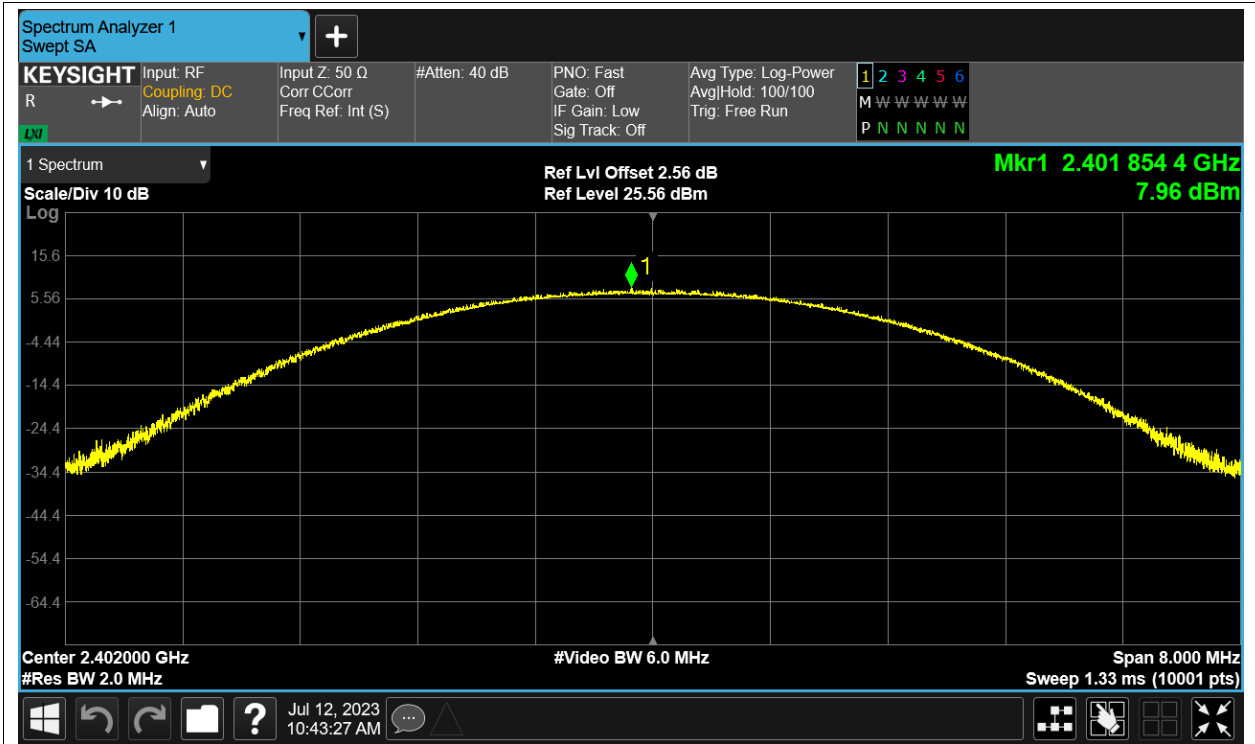 Spectrum Analyzer 1
Swept SA
KEYSIGHT
R
LXI
Input: RF
Coupling: DC
Align: Auto
Input Z: 50 Ω
Corr CCorr
Freq Ref: Int (S)
#Atten: 40 dB
PNO: Fast
Gate: Off
IF Gain: Low
Sig Track: Off
Avg Type: Log-Power
Avg|Hold: 100/100
Trig: Free Run
1 2 3 4 5 6
M W W W W W
P N N N N N
1 Spectrum
Scale/Div 10 dB
Log
Ref Lvl Offset 2.56 dB
Ref Level 25.56 dBm
Mkr1 2.401 854 4 GHz
7.96 dBm
1
15.6
5.56
-4.44
-14.4
-24.4
-34.4
-44.4
-54.4
-64.4
Center 2.402000 GHz
#Res BW 2.0 MHz
#Video BW 6.0 MHz
Span 8.000 MHz
Sweep 1.33 ms (10001 pts)
?
Jul 12, 2023
10:43:27 AM